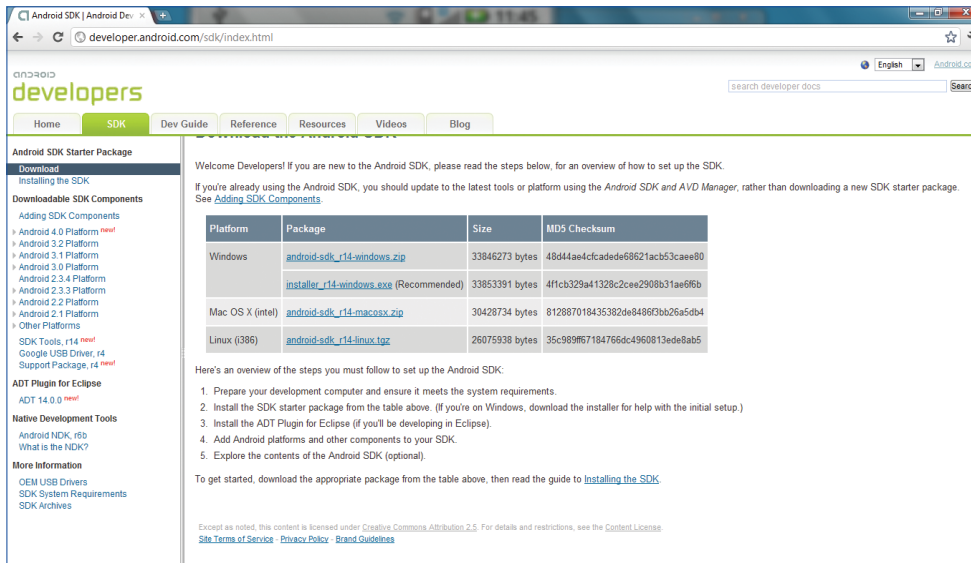 Android SDK | Android Dev
11:45
developer.android.com/sdk/index.html
English
Android.co
android
developers
search developer docs
Searc
Home SDK Dev Guide Reference Resources Videos Blog
Download the Android SDK
Android SDK Starter Package
Download
Installing the SDK
Downloadable SDK Components
Adding SDK Components
Android 4.0 Platform new!
Android 3.2 Platform
Android 3.1 Platform
Android 3.0 Platform
Android 2.3.4 Platform
Android 2.3.3 Platform
Android 2.2 Platform
Android 2.1 Platform
Other Platforms
SDK Tools, r14 new!
Google USB Driver, r4
Support Package, r4 new!
ADT Plugin for Eclipse
ADT 14.0.0 new!
Native Development Tools
Android NDK, r6b
What is the NDK?
More Information
OEM USB Drivers
SDK System Requirements
SDK Archives
Welcome Developers! If you are new to the Android SDK, please read the steps below, for an overview of how to set up the SDK.
If you're already using the Android SDK, you should update to the latest tools or platform using the Android SDK and AVD Manager, rather than downloading a new SDK starter package.
See Adding SDK Components.
Platform Package Size MD5 Checksum
Windows android-sdk_r14-windows.zip 33846273 bytes 48d44ae4cfcadede68621acb53caee80
installer_r14-windows.exe (Recommended) 33853391 bytes 4f1cb329a41328c2cee2908b31ae6f6b
Mac OS X (intel) android-sdk_r14-macosx.zip 30428734 bytes 812887018435382de8486f3bb26a5db4
Linux (i386) android-sdk_r14-linux.tgz 26075938 bytes 35c989ff67184766dc4960813ede8ab5
Here's an overview of the steps you must follow to set up the Android SDK:
1. Prepare your development computer and ensure it meets the system requirements.
2. Install the SDK starter package from the table above. (If you're on Windows, download the installer for help with the initial setup.)
3. Install the ADT Plugin for Eclipse (if you'll be developing in Eclipse).
4. Add Android platforms and other components to your SDK.
5. Explore the contents of the Android SDK (optional).
To get started, download the appropriate package from the table above, then read the guide to Installing the SDK.
Except as noted, this content is licensed under Creative Commons Attribution 2.5. For details and restrictions, see the Content License.
Site Terms of Service - Privacy Policy - Brand Guidelines